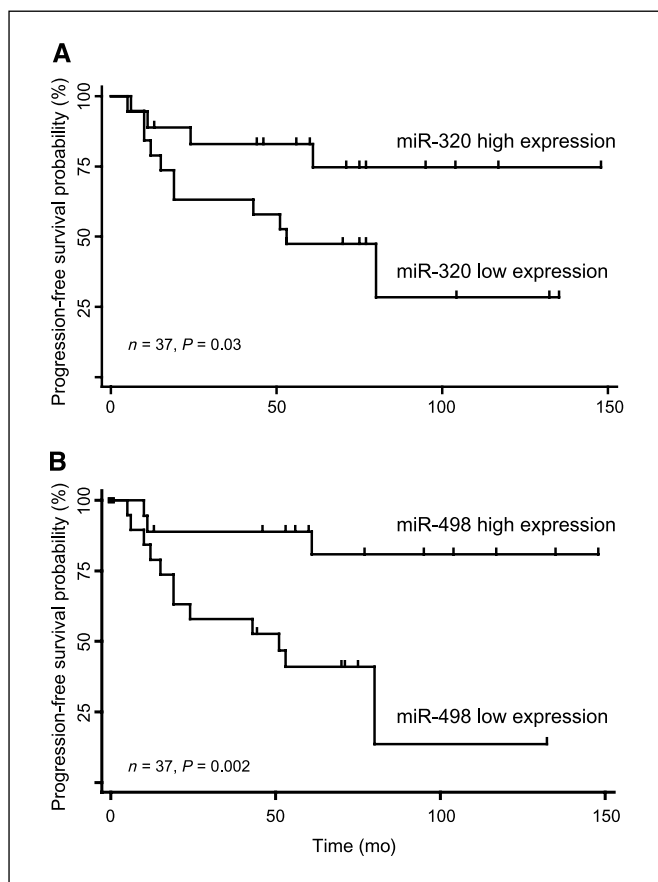 A
Progression-free survival probability (%)
100
75
50
25
miR-320 high expression
miR-320 low expression
n = 37, P = 0.03
0
50
100
150
B
Progression-free survival probability (%)
100
75
50
25
miR-498 high expression
miR-498 low expression
n = 37, P = 0.002
0
50
100
150
Time (mo)